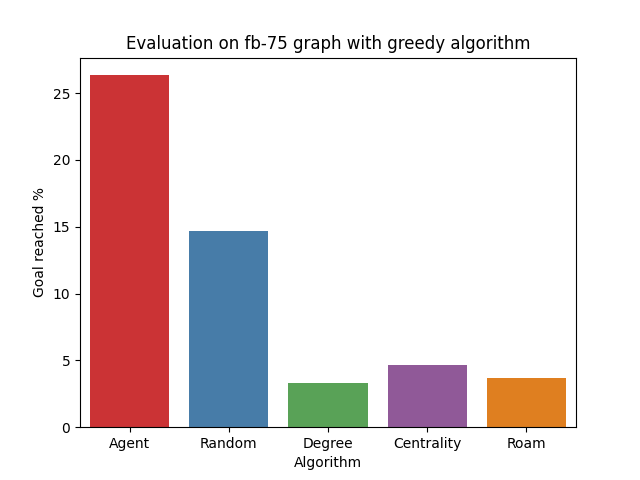 Evaluation on fb-75 graph with greedy algorithm
Goal reached %
25
20
15
10
5
0
Agent Random Degree Centrality Roam
Algorithm